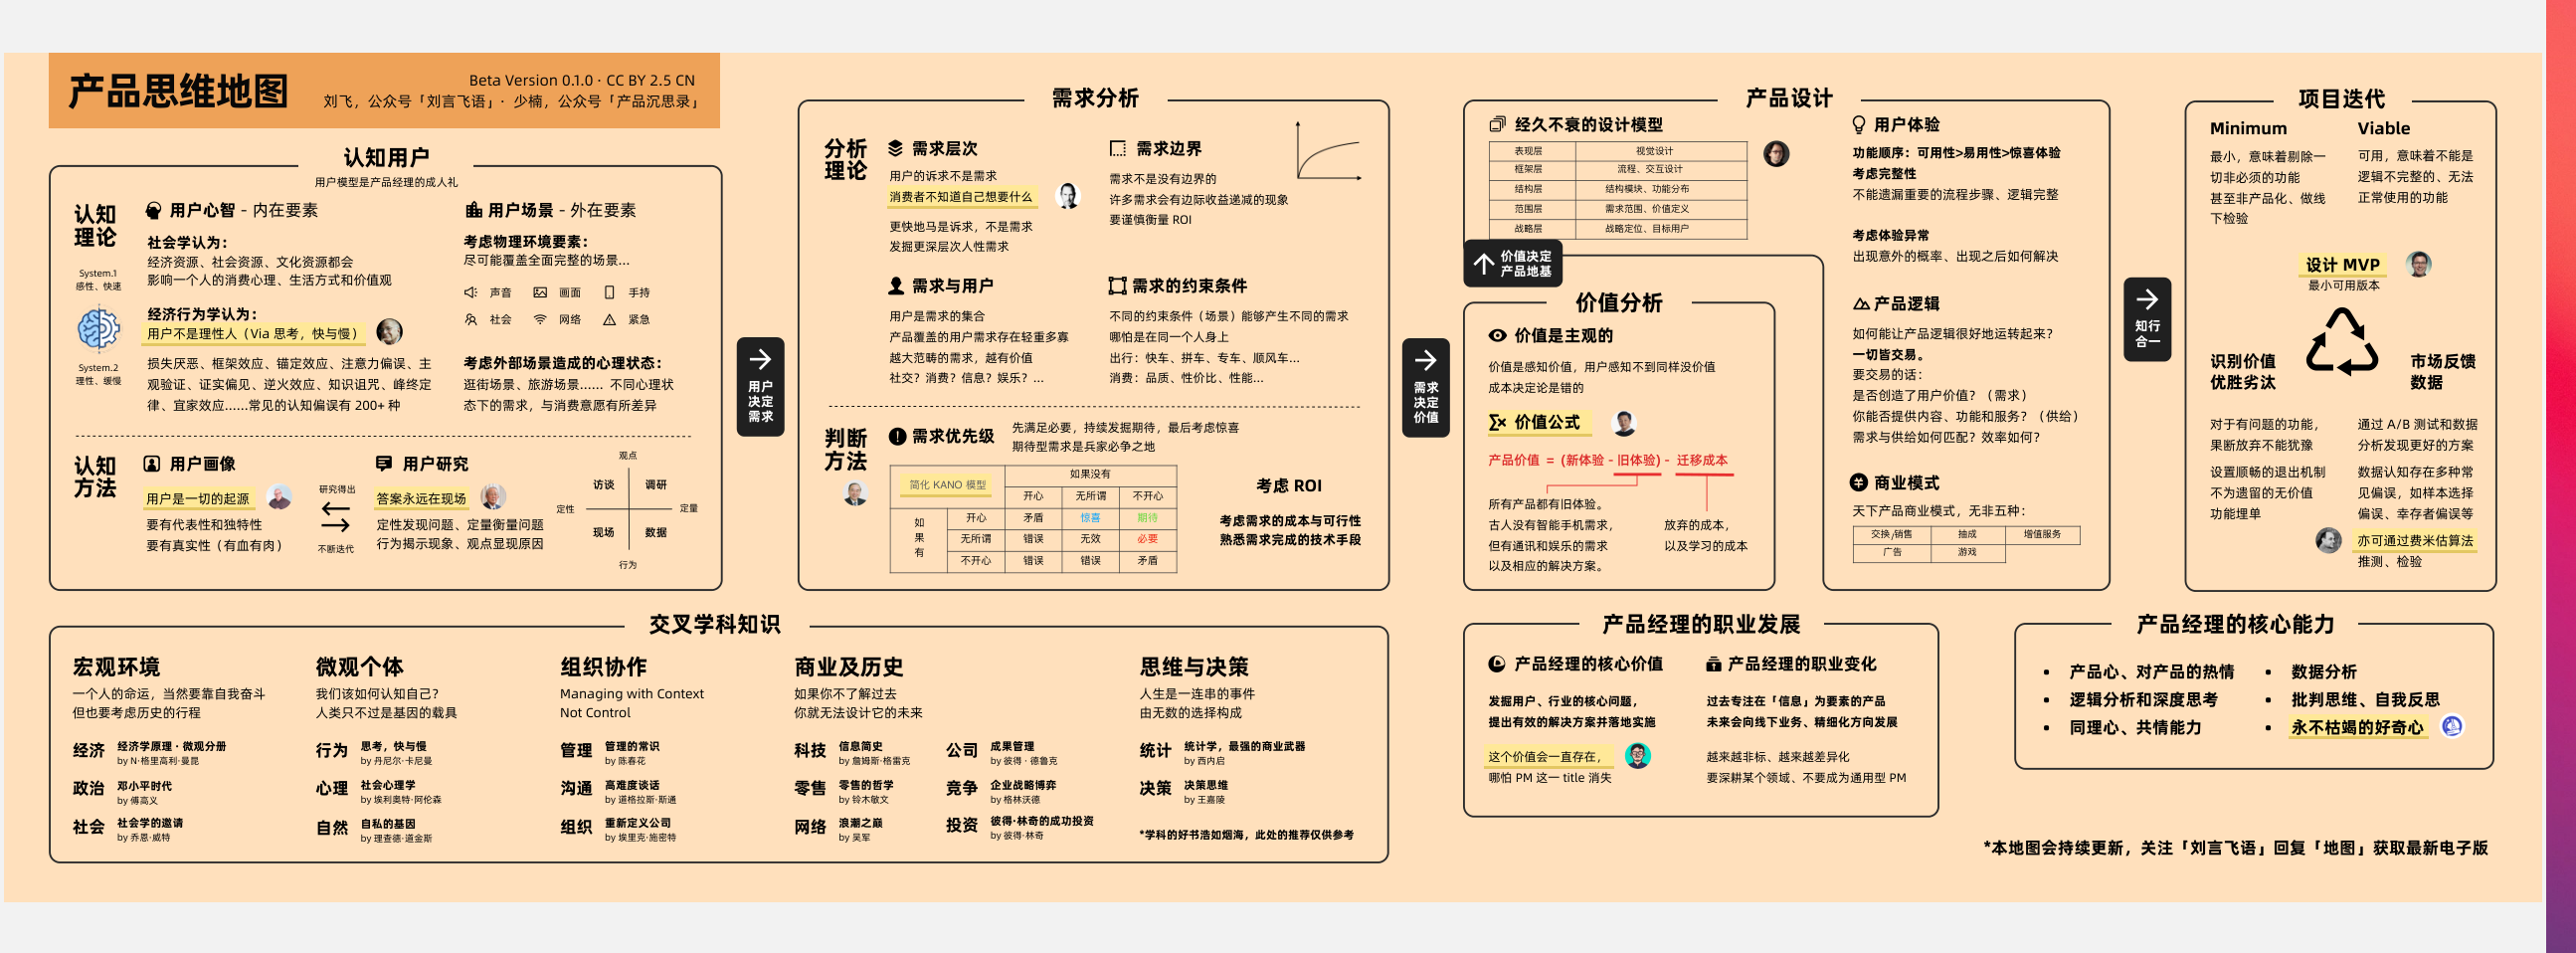 产品思维地图
Beta Version 0.1.0 · CC BY 2.5 CN
刘飞，公众号「刘言飞语」· 少楠，公众号「产品沉思录」
认知用户
用户模型是产品经理的成人礼
认知
理论
用户心智 - 内在要素
社会学认为：
经济资源、社会资源、文化资源都会
影响一个人的消费心理、生活方式和价值观
System.1
感性、快速
经济行为学认为：
用户不是理性人（Via 思考，快与慢）
System.2
理性、缓慢
损失厌恶、框架效应、锚定效应、注意力偏误、主
观验证、证实偏见、逆火效应、知识诅咒、峰终定
律、宜家效应……常见的认知偏误有 200+ 种
用户场景 - 外在要素
考虑物理环境要素：
尽可能覆盖全面完整的场景...
声音 画面 手持
社会 网络 紧急
考虑外部场景造成的心理状态：
逛街场景、旅游场景…… 不同心理状
态下的需求，与消费意愿有所差异
认知
方法
用户画像
用户是一切的起源
要有代表性和独特性
要有真实性（有血有肉）
研究得出
不断迭代
用户研究
答案永远在现场
定性发现问题、定量衡量问题
行为揭示现象、观点显现原因
观点
访谈 调研
定性 定量
现场 数据
行为
用户
决定
需求
需求分析
分析
理论
需求层次
用户的诉求不是需求
消费者不知道自己想要什么
更快地马是诉求，不是需求
发掘更深层次人性需求
需求边界
需求不是没有边界的
许多需求会有边际收益递减的现象
要谨慎衡量 ROI
需求与用户
用户是需求的集合
产品覆盖的用户需求存在轻重多寡
越大范畴的需求，越有价值
社交？消费？信息？娱乐？...
需求的约束条件
不同的约束条件（场景）能够产生不同的需求
哪怕是在同一个人身上
出行：快车、拼车、专车、顺风车...
消费：品质、性价比、性能...
判断
方法
需求优先级
先满足必要，持续发掘期待，最后考虑惊喜
期待型需求是兵家必争之地
简化 KANO 模型
如果没有
开心 无所谓 不开心
如
果
有
开心 矛盾 惊喜 期待
无所谓 错误 无效 必要
不开心 错误 错误 矛盾
考虑 ROI
考虑需求的成本与可行性
熟悉需求完成的技术手段
需求
决定
价值
产品设计
经久不衰的设计模型
表现层 视觉设计
框架层 流程、交互设计
结构层 结构模块、功能分布
范围层 需求范围、价值定义
战略层 战略定位、目标用户
价值决定
产品地基
价值分析
价值是主观的
价值是感知价值，用户感知不到同样没价值
成本决定论是错的
价值公式
产品价值 = (新体验 - 旧体验) - 迁移成本
所有产品都有旧体验。
古人没有智能手机需求，
但有通讯和娱乐的需求
以及相应的解决方案。
放弃的成本，
以及学习的成本
用户体验
功能顺序：可用性>易用性>惊喜体验
考虑完整性
不能遗漏重要的流程步骤、逻辑完整
考虑体验异常
出现意外的概率、出现之后如何解决
产品逻辑
如何能让产品逻辑很好地运转起来？
一切皆交易。
要交易的话：
是否创造了用户价值？（需求）
你能否提供内容、功能和服务？（供给）
需求与供给如何匹配？效率如何？
商业模式
天下产品商业模式，无非五种：
交换/销售 抽成 增值服务
广告 游戏
知行
合一
项目迭代
Minimum
最小，意味着剔除一
切非必须的功能
甚至非产品化、做线
下检验
Viable
可用，意味着不能是
逻辑不完整的、无法
正常使用的功能
设计 MVP
最小可用版本
识别价值
优胜劣汰
市场反馈
数据
对于有问题的功能，
果断放弃不能犹豫
设置顺畅的退出机制
不为遗留的无价值
功能埋单
通过 A/B 测试和数据
分析发现更好的方案
数据认知存在多种常
见偏误，如样本选择
偏误、幸存者偏误等
亦可通过费米估算法
推测、检验
交叉学科知识
宏观环境
一个人的命运，当然要靠自我奋斗
但也要考虑历史的行程
经济 经济学原理 · 微观分册
by N·格里高利·曼昆
政治 邓小平时代
by 傅高义
社会 社会学的邀请
by 乔恩·威特
微观个体
我们该如何认知自己？
人类只不过是基因的载具
行为 思考，快与慢
by 丹尼尔·卡尼曼
心理 社会心理学
by 埃利奥特·阿伦森
自然 自私的基因
by 理查德·道金斯
组织协作
Managing with Context
Not Control
管理 管理的常识
by 陈春花
沟通 高难度谈话
by 道格拉斯·斯通
组织 重新定义公司
by 埃里克·施密特
商业及历史
如果你不了解过去
你就无法设计它的未来
科技 信息简史
by 詹姆斯·格雷克
零售 零售的哲学
by 铃木敏文
网络 浪潮之巅
by 吴军
公司 成果管理
by 彼得 · 德鲁克
竞争 企业战略博弈
by 格林沃德
投资 彼得·林奇的成功投资
by 彼得·林奇
思维与决策
人生是一连串的事件
由无数的选择构成
统计 统计学，最强的商业武器
by 西内启
决策 决策思维
by 王嘉陵
*学科的好书浩如烟海，此处的推荐仅供参考
产品经理的职业发展
产品经理的核心价值
发掘用户、行业的核心问题，
提出有效的解决方案并落地实施
这个价值会一直存在，
哪怕 PM 这一 title 消失
产品经理的职业变化
过去专注在「信息」为要素的产品
未来会向线下业务、精细化方向发展
越来越非标、越来越差异化
要深耕某个领域、不要成为通用型 PM
产品经理的核心能力
• 产品心、对产品的热情
• 逻辑分析和深度思考
• 同理心、共情能力
• 数据分析
• 批判思维、自我反思
• 永不枯竭的好奇心
*本地图会持续更新，关注「刘言飞语」回复「地图」获取最新电子版